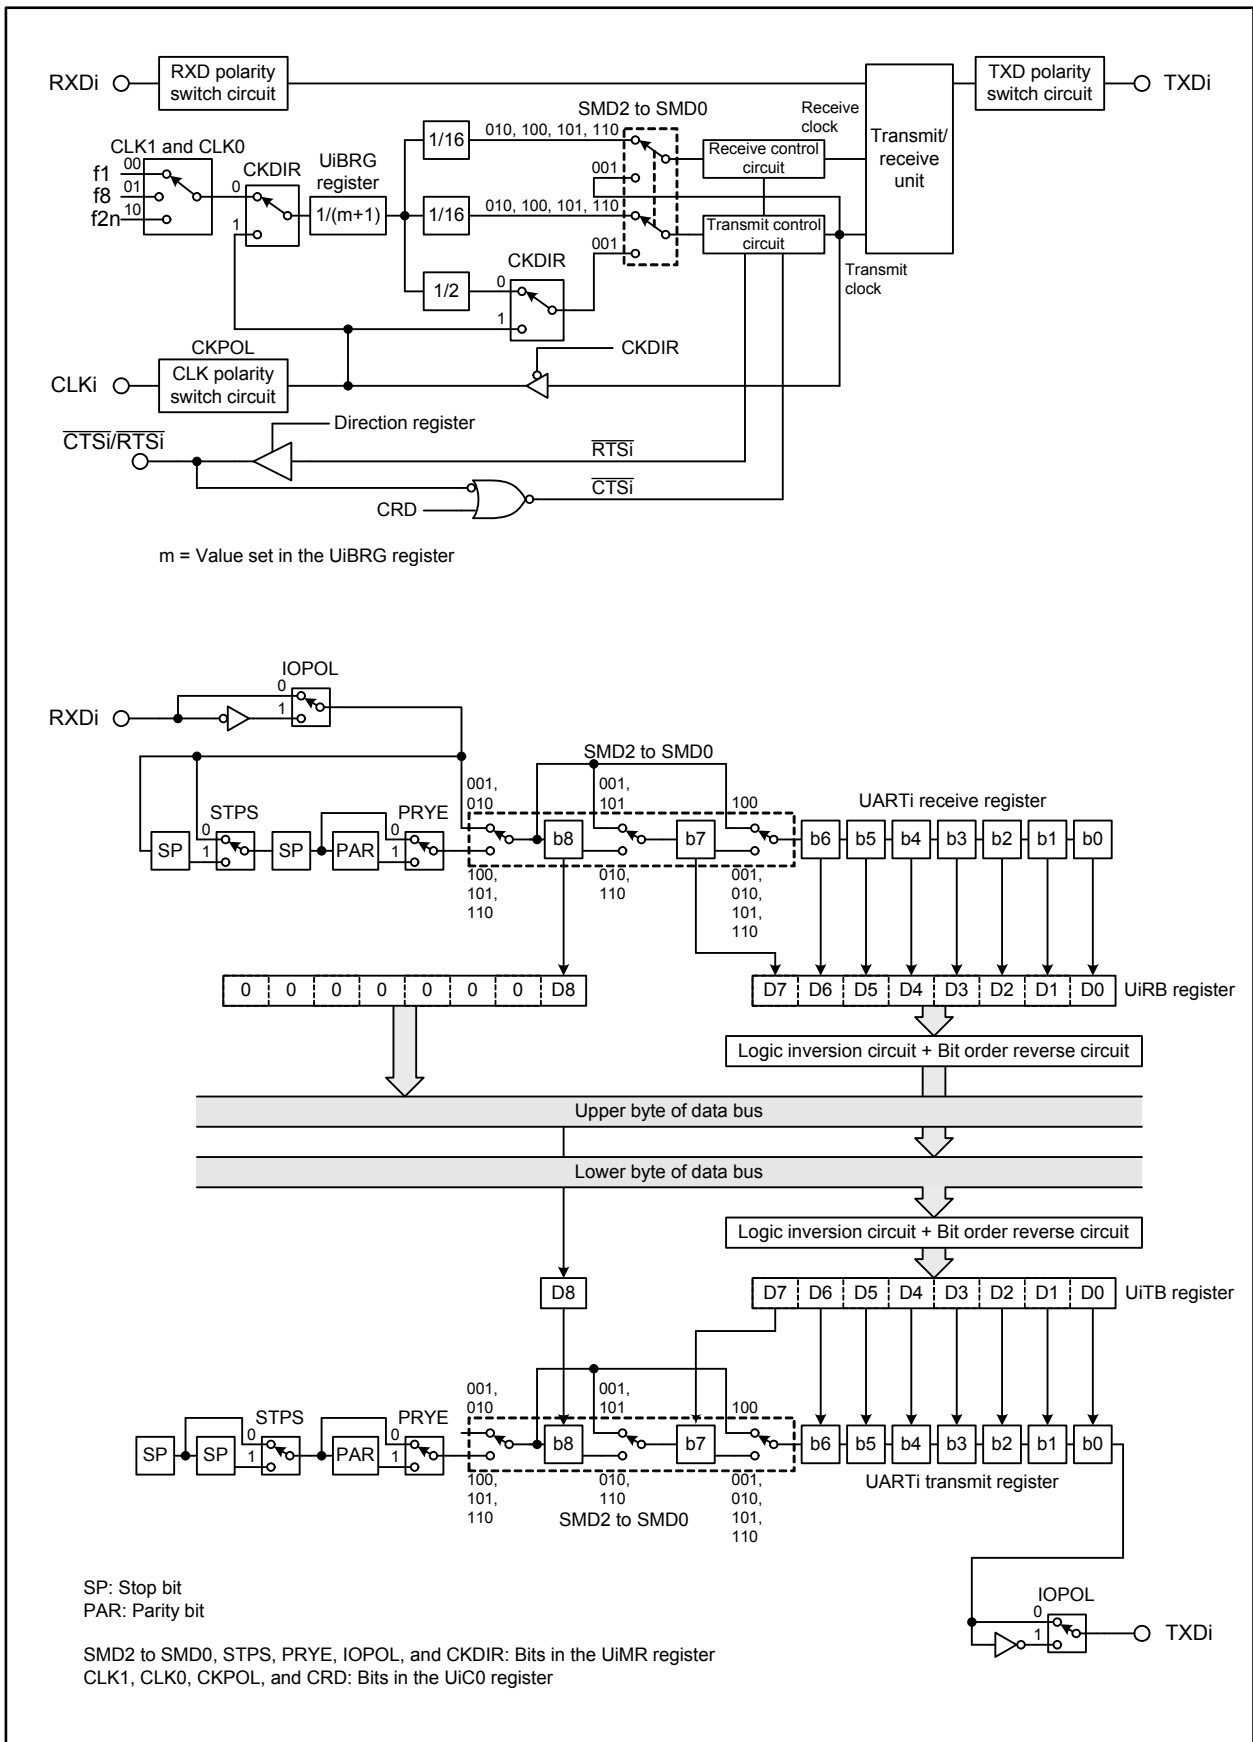 RXDi
RXD polarity
switch circuit
TXD polarity
switch circuit
TXDi
SMD2 to SMD0
Receive
clock
Transmit/
receive
unit
CLK1 and CLK0
f1
00
f8
01
f2n
10
CKDIR
0
1
UiBRG
register
1/(m+1)
1/16
010, 100, 101, 110
001
Receive control
circuit
1/16
010, 100, 101, 110
001
Transmit control
circuit
Transmit
clock
1/2
CKDIR
0
1
CKPOL
CLKi
CLK polarity
switch circuit
CKDIR
CTSi/RTSi
Direction register
RTSi
CTSi
CRD
m = Value set in the UiBRG register
IOPOL
RXDi
0
1
SMD2 to SMD0
001,
010
001,
101
100
UARTi receive register
SP
STPS
0
1
SP
PAR
PRYE
0
1
b8
b7
b6 b5 b4 b3 b2 b1 b0
100,
101,
110
010,
110
001,
010,
101,
110
0 0 0 0 0 0 0 D8
D7 D6 D5 D4 D3 D2 D1 D0
UiRB register
Logic inversion circuit + Bit order reverse circuit
Upper byte of data bus
Lower byte of data bus
Logic inversion circuit + Bit order reverse circuit
D8
D7 D6 D5 D4 D3 D2 D1 D0
UiTB register
001,
010
001,
101
100
SP
SP
STPS
0
1
PAR
PRYE
0
1
b8
b7
b6 b5 b4 b3 b2 b1 b0
100,
101,
110
010,
110
001,
010,
101,
110
SMD2 to SMD0
UARTi transmit register
SP: Stop bit
PAR: Parity bit
IOPOL
0
1
TXDi
SMD2 to SMD0, STPS, PRYE, IOPOL, and CKDIR: Bits in the UiMR register
CLK1, CLK0, CKPOL, and CRD: Bits in the UiC0 register